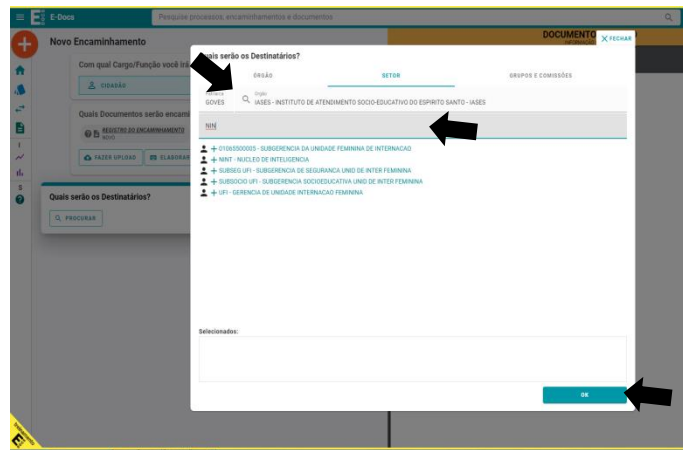 E-Docs
Pesquise processos, encaminhamentos e documentos
Novo Encaminhamento
DOCUMENTO
FECHAR
Com qual Cargo/Função você irá
CIDADÃO
Quais Documentos serão encami
REGISTRO DO ENCAMINHAMENTO
NOVO
FAZER UPLOAD
ELABORAR
Quais serão os Destinatários?
PROCURAR
Quais serão os Destinatários?
ÓRGÃO
SETOR
GRUPOS E COMISSÕES
GOVES
Órgão
IASES - INSTITUTO DE ATENDIMENTO SOCIO-EDUCATIVO DO ESPIRITO SANTO - IASES
NIN
+ 01065500005 - SUBGERENCIA DA UNIDADE FEMININA DE INTERNACAO
+ NINT - NUCLEO DE INTELIGENCIA
+ SUBSEG UFI - SUBGERENCIA DE SEGURANCA UNID DE INTER FEMININA
+ SUBSOCIO UFI - SUBGERENCIA SOCIOEDUCATIVA UNID DE INTER FEMININA
+ UFI - GERENCIA DE UNIDADE INTERNACAO FEMININA
Selecionados:
OK
Treinamento